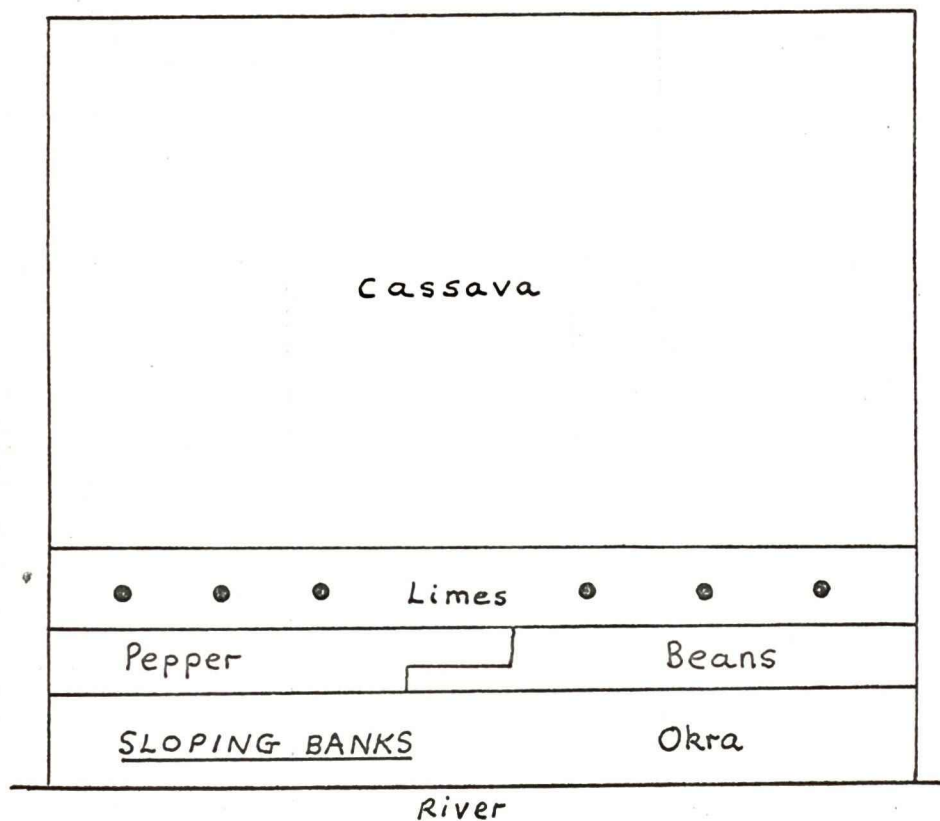 Cassava
Limes
Pepper
Beans
SLOPING BANKS
Okra
River